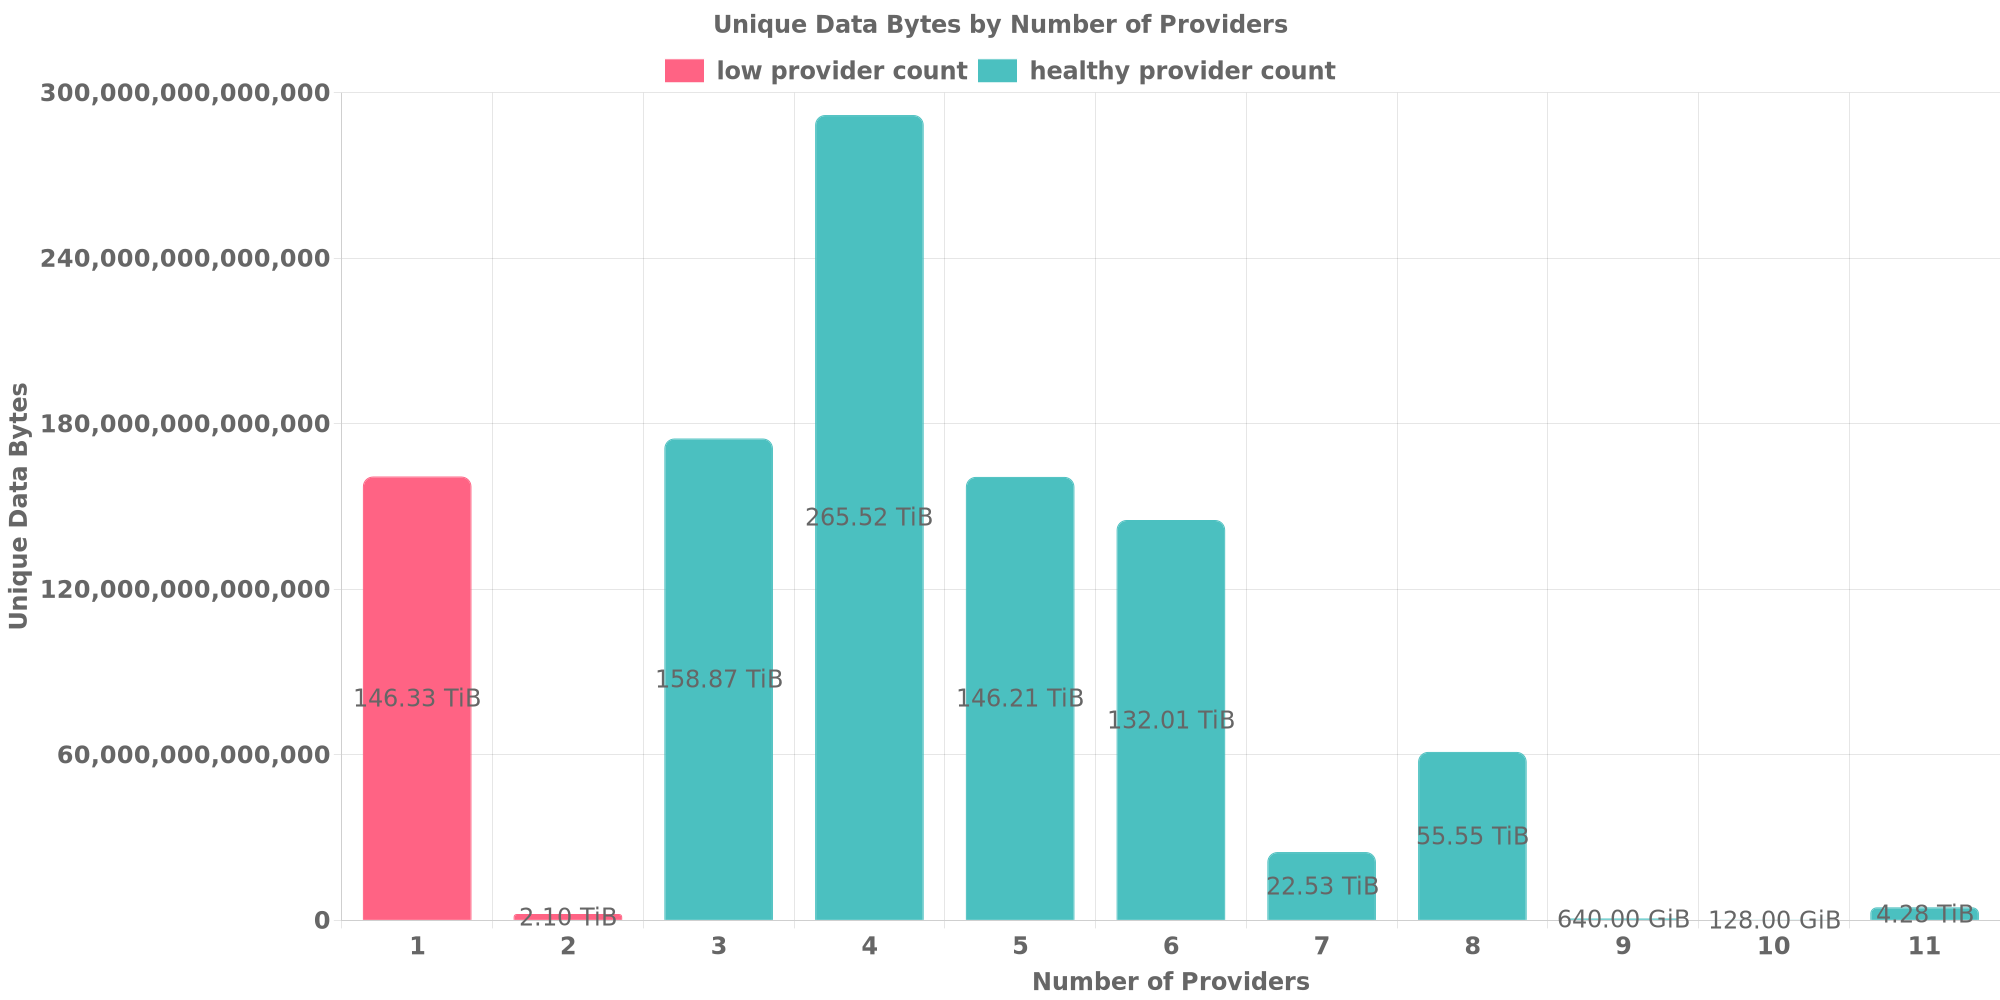 Unique Data Bytes by Number of Providers
low provider count healthy provider count
300,000,000,000,000
240,000,000,000,000
180,000,000,000,000
120,000,000,000,000
60,000,000,000,000
0
Unique Data Bytes
146.33 TiB
2.10 TiB
158.87 TiB
265.52 TiB
146.21 TiB
132.01 TiB
22.53 TiB
55.55 TiB
640.00 GiB
128.00 GiB
4.28 TiB
1 2 3 4 5 6 7 8 9 10 11
Number of Providers